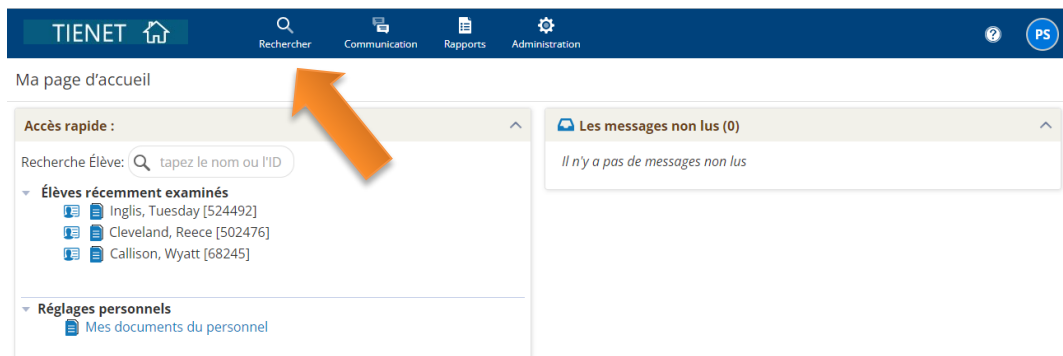 TIENET
Rechercher
Communication
Rapports
Administration
PS
Ma page d’accueil
Accès rapide :
Recherche Élève: tapez le nom ou l'ID
Élèves récemment examinés
Inglis, Tuesday [524492]
Cleveland, Reece [502476]
Callison, Wyatt [68245]
Réglages personnels
Mes documents du personnel
Les messages non lus (0)
Il n'y a pas de messages non lus